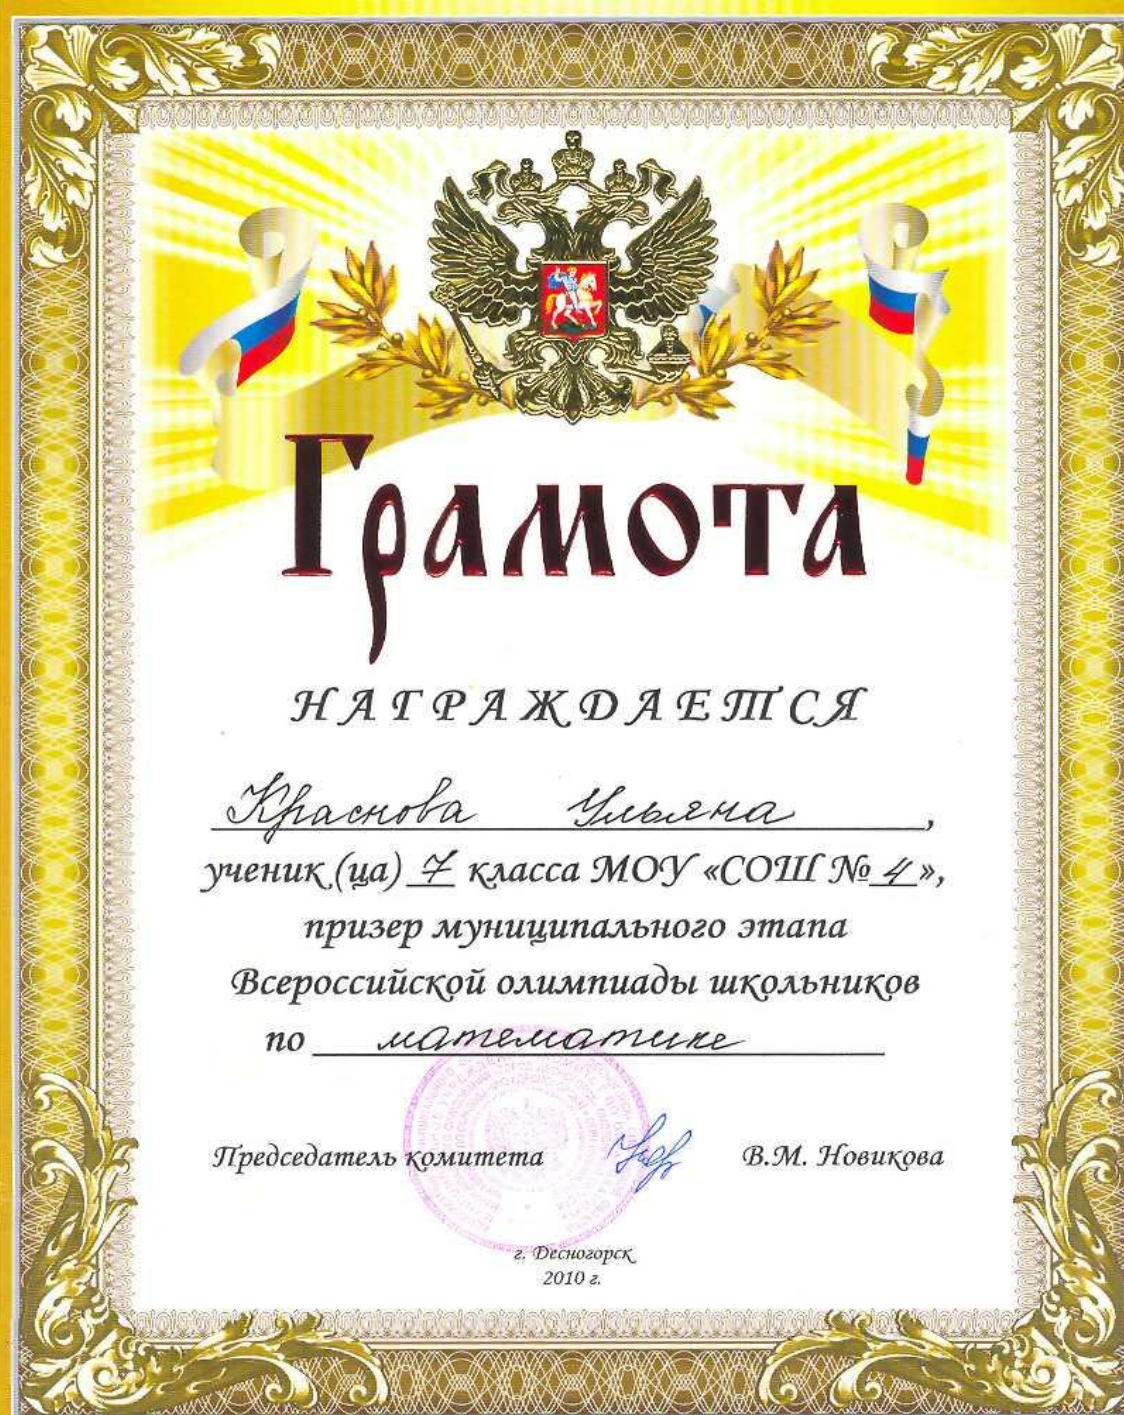 Грамота
НАГРАЖДАЕТСЯ
Краснова Ульяна,
ученик(ца) 7 класса МОУ «СОШ № 4»,
призер муниципального этапа
Всероссийской олимпиады школьников
по математике
Председатель комитета В.М. Новикова
г. Десногорск
2010 г.